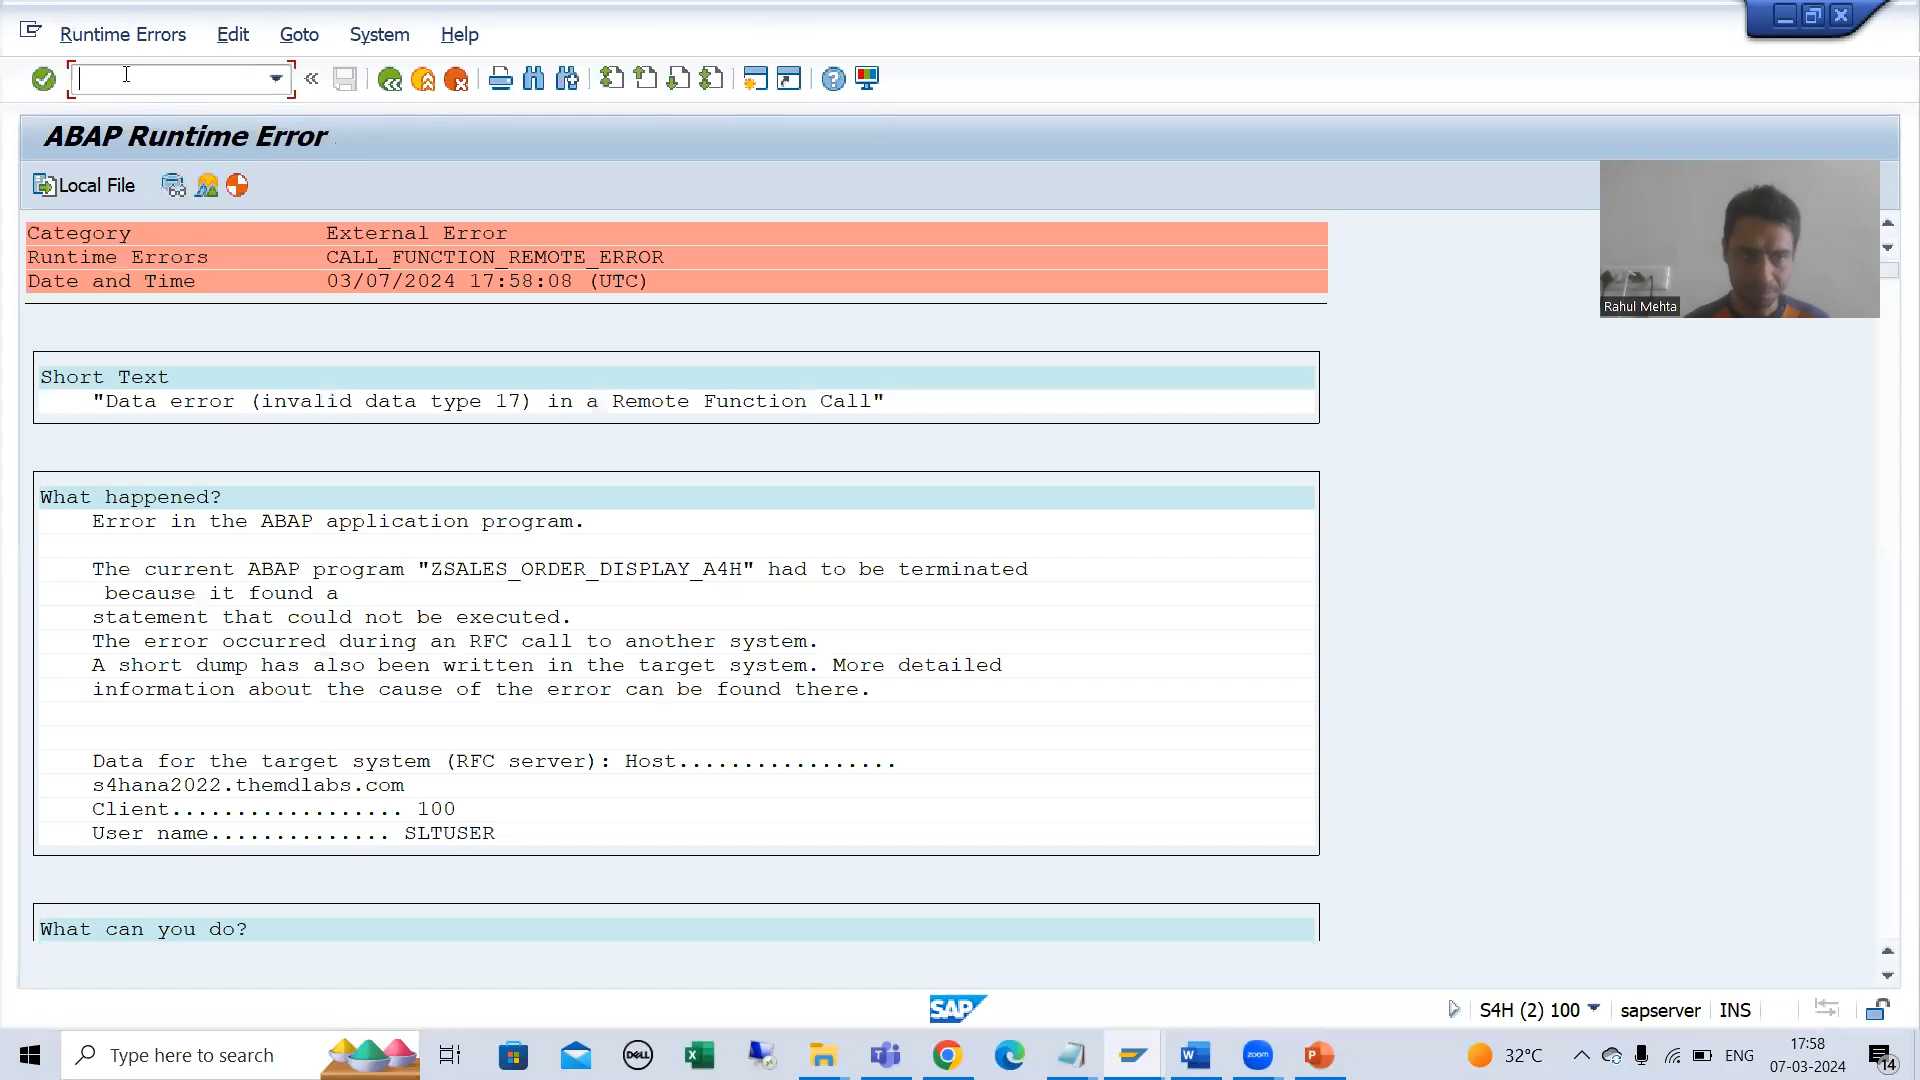 Runtime Errors Edit Goto System Help
ABAP Runtime Error
Local File
Category External Error
Runtime Errors CALL_FUNCTION_REMOTE_ERROR
Date and Time 03/07/2024 17:58:08 (UTC)
Rahul Mehta
Short Text
"Data error (invalid data type 17) in a Remote Function Call"
What happened?
Error in the ABAP application program.
The current ABAP program "ZSALES_ORDER_DISPLAY_A4H" had to be terminated
because it found a
statement that could not be executed.
The error occurred during an RFC call to another system.
A short dump has also been written in the target system. More detailed
information about the cause of the error can be found there.
Data for the target system (RFC server): Host.................
s4hana2022.themdlabs.com
Client.................. 100
User name.............. SLTUSER
What can you do?
SAP
S4H (2) 100 sapserver INS
Type here to search
DELL
zoom
32°C
ENG
17:58
07-03-2024
14